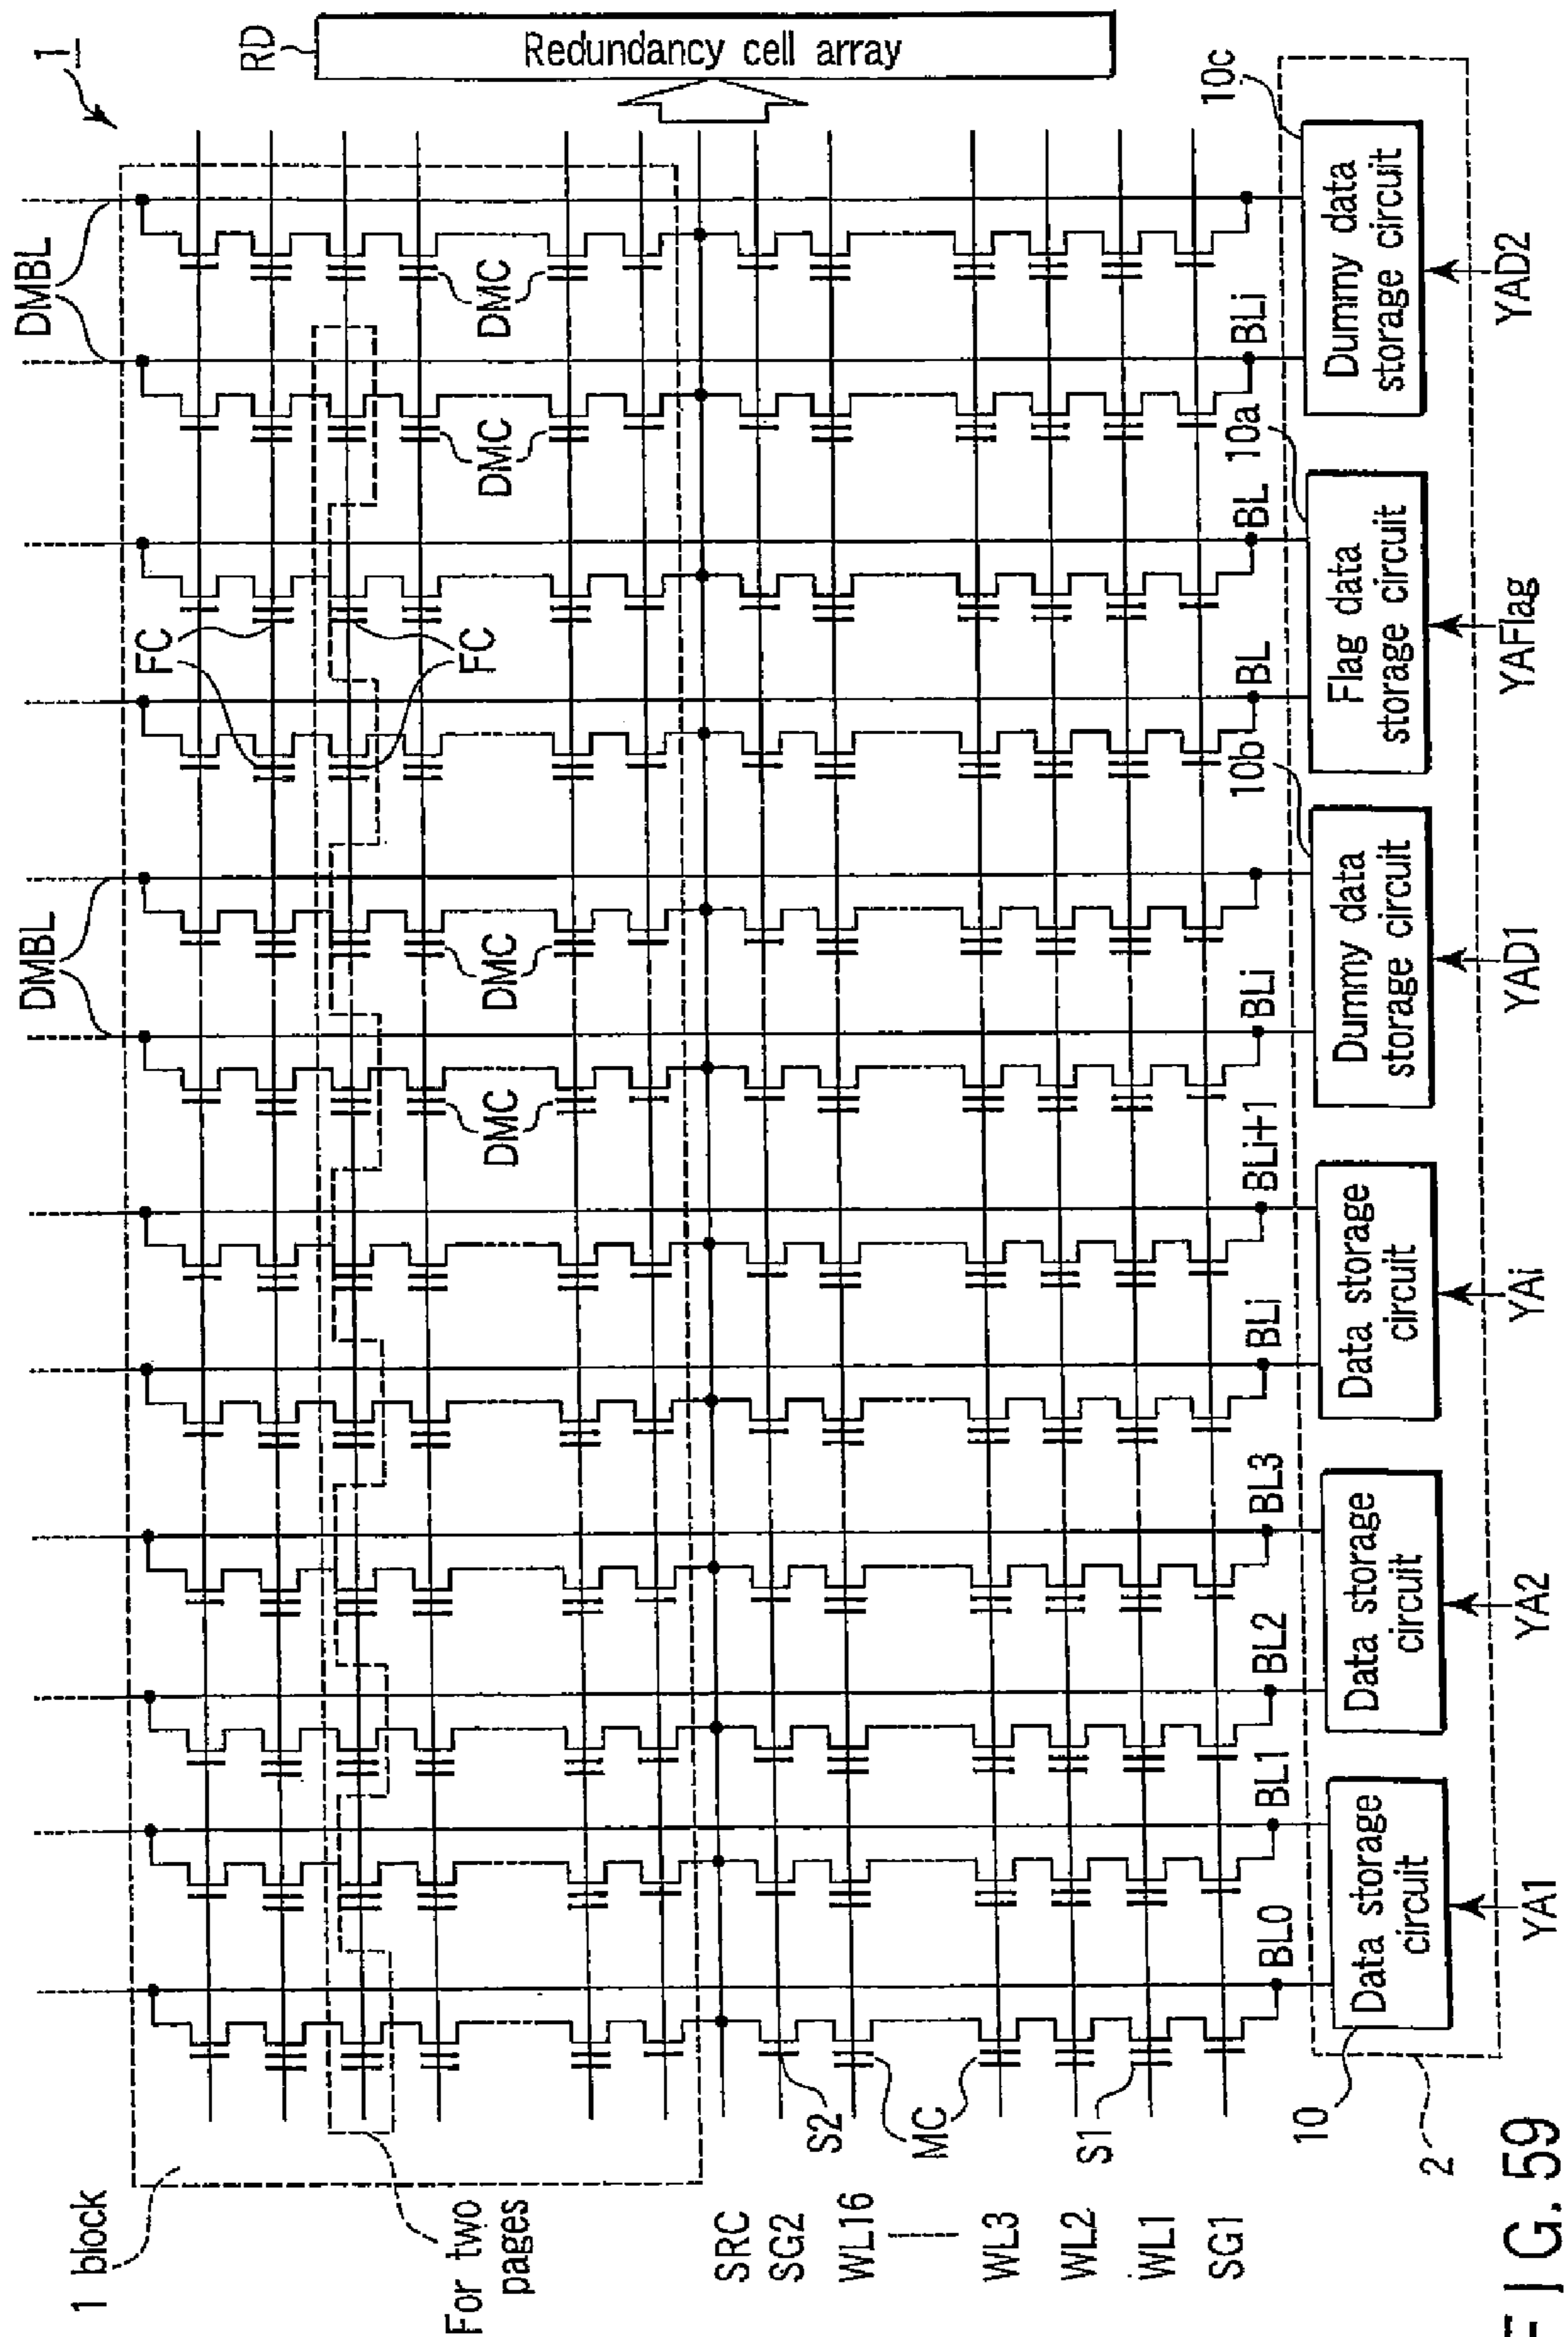 1
RD
Redundancy cell array
DMBL
DMBL
FC
FC
DMC
DMC
DMC
DMC
1 block
For two
pages
SRC
SG2
WL16
WL3
WL2
WL1
SG1
S2
MC
S1
BL0
BL1
BL2
BL3
BLi
BLi+1
BLi
BL
BL
BLi
10
10b
10a
10c
2
Data storage
circuit
Data storage
circuit
Data storage
circuit
Dummy data
storage circuit
Flag data
storage circuit
Dummy data
storage circuit
YA1
YA2
YAi
YAD1
YAFlag
YAD2
FIG. 59